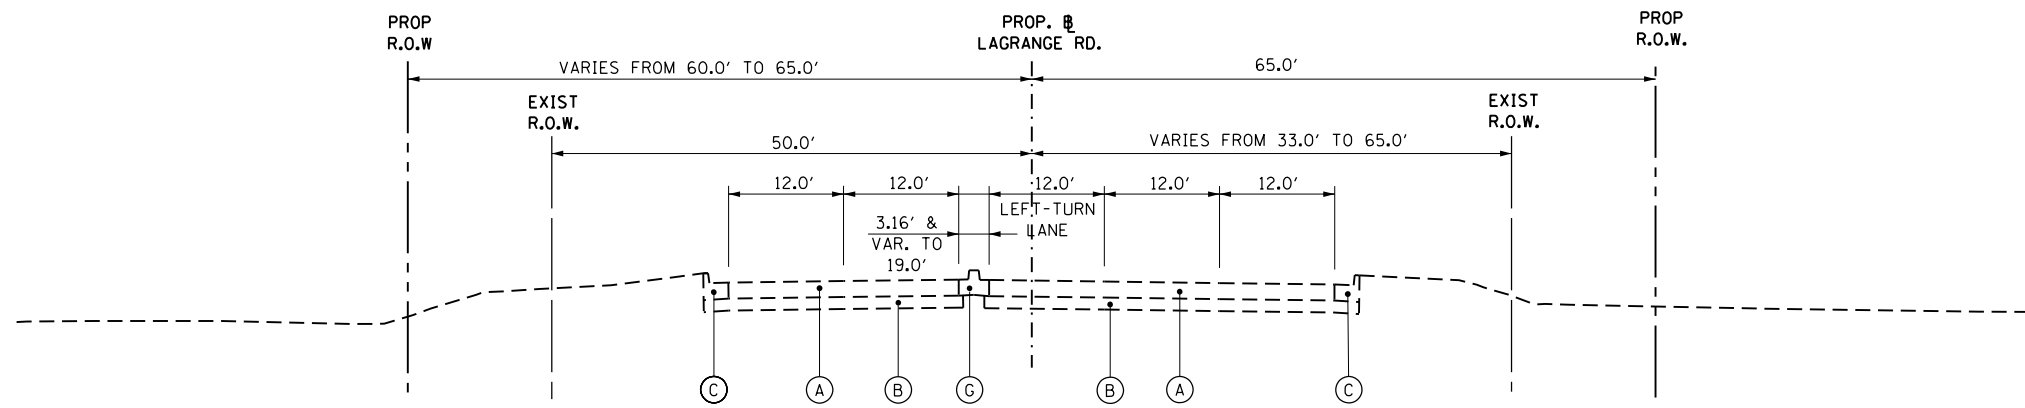 PROP
R.O.W
PROP. ℄
LAGRANGE RD.
PROP
R.O.W.
VARIES FROM 60.0' TO 65.0'
65.0'
EXIST
R.O.W.
EXIST
R.O.W.
50.0'
VARIES FROM 33.0' TO 65.0'
12.0'
12.0'
12.0'
12.0'
12.0'
LEFT-TURN
LANE
3.16' &
VAR. TO
19.0'
C
A
B
G
B
A
C